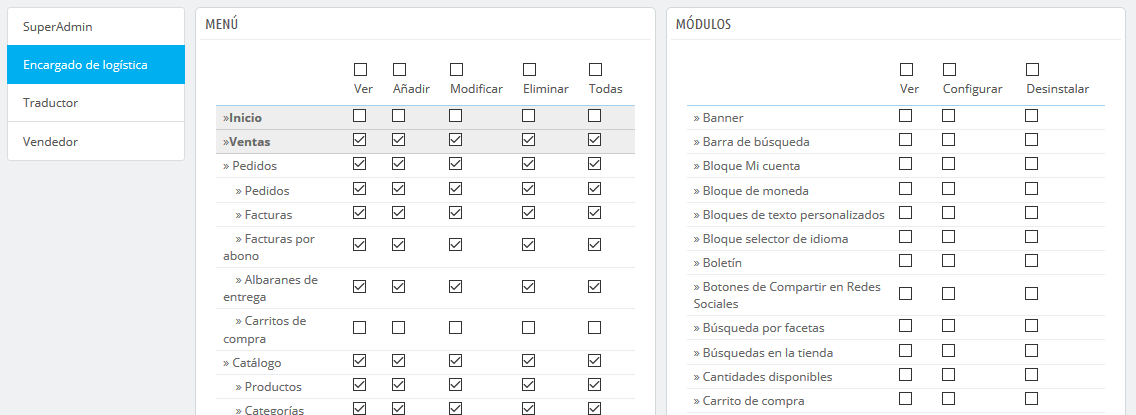 SuperAdmin
Encargado de logística
Traductor
Vendedor
MENÚ
Ver Añadir Modificar Eliminar Todas
»Inicio
»Ventas
» Pedidos
» Pedidos
» Facturas
» Facturas por
abono
» Albaranes de
entrega
» Carritos de
compra
» Catálogo
» Productos
» Categorías
MÓDULOS
Ver Configurar Desinstalar
» Banner
» Barra de búsqueda
» Bloque Mi cuenta
» Bloque de moneda
» Bloques de texto personalizados
» Bloque selector de idioma
» Boletín
» Botones de Compartir en Redes
Sociales
» Búsqueda por facetas
» Búsquedas en la tienda
» Cantidades disponibles
» Carrito de compra